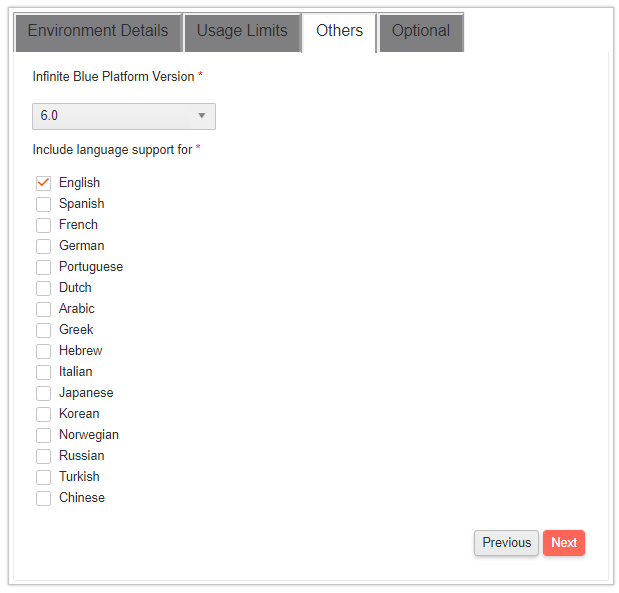 Environment Details Usage Limits Others Optional
Infinite Blue Platform Version *
6.0
Include language support for *
English
Spanish
French
German
Portuguese
Dutch
Arabic
Greek
Hebrew
Italian
Japanese
Korean
Norwegian
Russian
Turkish
Chinese
Previous Next